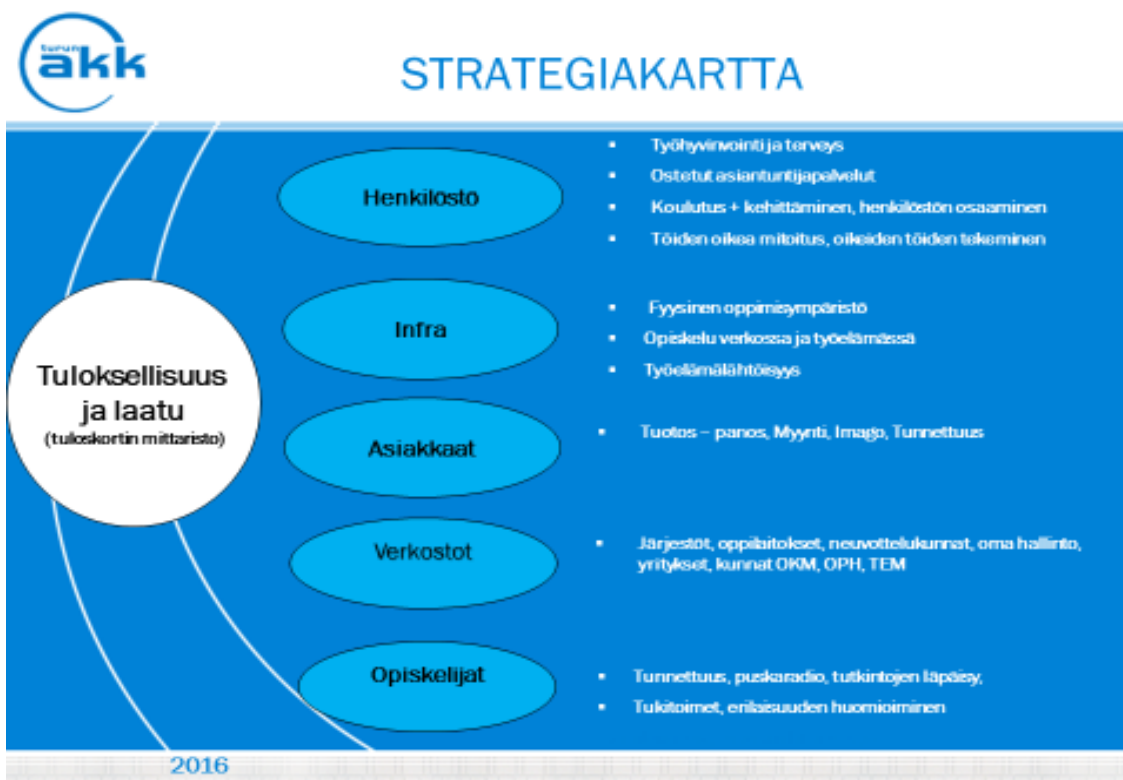 turun
akk
STRATEGIAKARTTA
Henkilöstö
▪ Työhyvinvointi ja terveys
▪ Ostetut asiantuntijapalvelut
▪ Koulutus + kehittäminen, henkilöstön osaaminen
▪ Töiden oikea mitoitus, oikeiden töiden tekeminen
Tuloksellisuus
ja laatu
(tuloskortin mittaristo)
Infra
▪ Fyysinen oppimisympäristö
▪ Opiskelu verkossa ja työelämässä
▪ Työelämälähtöisyys
Asiakkaat
▪ Tuotos – panos, Myynti, Imago, Tunnettuus
Verkostot
▪ Järjestöt, oppilaitokset, neuvottelukunnat, oma hallinto,
yritykset, kunnat OKM, OPH, TEM
Opiskelijat
▪ Tunnettuus, puskaradio, tutkintojen läpäisy,
▪ Tukitoimet, erilaisuuden huomioiminen
2016